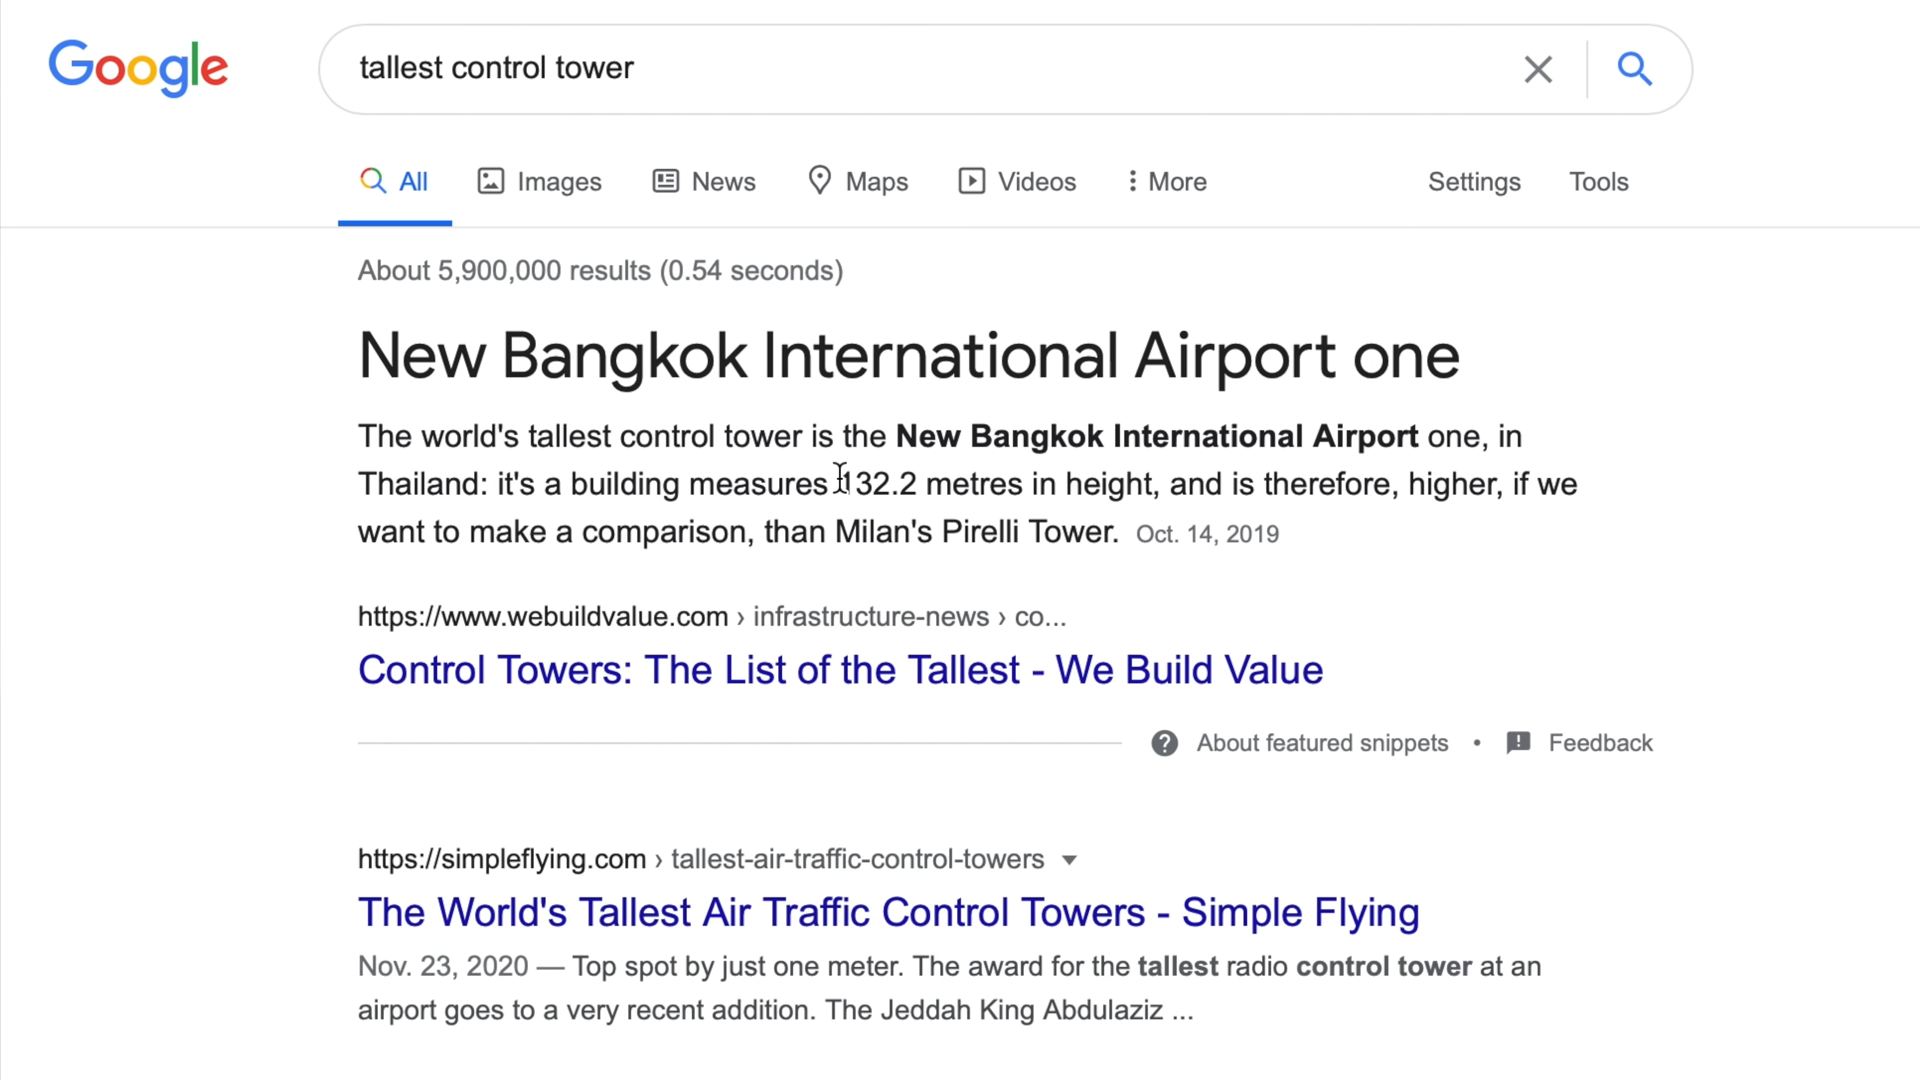 Google
tallest control tower
All Images News Maps Videos More Settings Tools
About 5,900,000 results (0.54 seconds)
New Bangkok International Airport one
The world's tallest control tower is the New Bangkok International Airport one, in
Thailand: it's a building measures 132.2 metres in height, and is therefore, higher, if we
want to make a comparison, than Milan's Pirelli Tower. Oct. 14, 2019
https://www.webuildvalue.com › infrastructure-news › co...
Control Towers: The List of the Tallest - We Build Value
About featured snippets • Feedback
https://simpleflying.com › tallest-air-traffic-control-towers
The World's Tallest Air Traffic Control Towers - Simple Flying
Nov. 23, 2020 — Top spot by just one meter. The award for the tallest radio control tower at an
airport goes to a very recent addition. The Jeddah King Abdulaziz ...